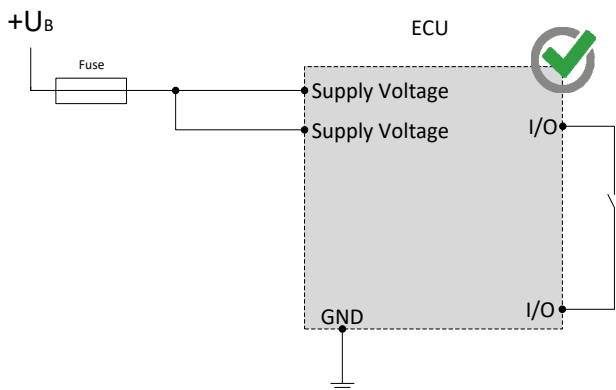 +UB
ECU
Fuse
Supply Voltage
Supply Voltage
I/O
I/O
GND